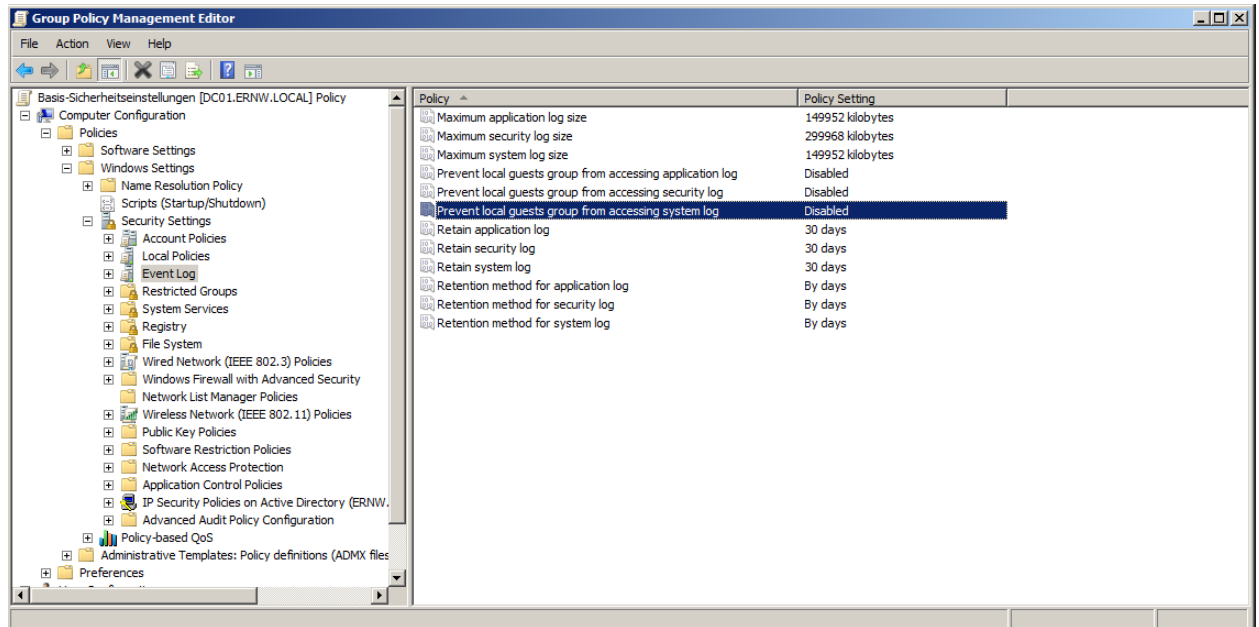 Group Policy Management Editor
File Action View Help
Basis-Sicherheitseinstellungen [DC01.ERNW.LOCAL] Policy
Computer Configuration
Policies
Software Settings
Windows Settings
Name Resolution Policy
Scripts (Startup/Shutdown)
Security Settings
Account Policies
Local Policies
Event Log
Restricted Groups
System Services
Registry
File System
Wired Network (IEEE 802.3) Policies
Windows Firewall with Advanced Security
Network List Manager Policies
Wireless Network (IEEE 802.11) Policies
Public Key Policies
Software Restriction Policies
Network Access Protection
Application Control Policies
IP Security Policies on Active Directory (ERNW.
Advanced Audit Policy Configuration
Policy-based QoS
Administrative Templates: Policy definitions (ADMX files
Preferences
Policy Policy Setting
Maximum application log size 149952 kilobytes
Maximum security log size 299968 kilobytes
Maximum system log size 149952 kilobytes
Prevent local guests group from accessing application log Disabled
Prevent local guests group from accessing security log Disabled
Prevent local guests group from accessing system log Disabled
Retain application log 30 days
Retain security log 30 days
Retain system log 30 days
Retention method for application log By days
Retention method for security log By days
Retention method for system log By days